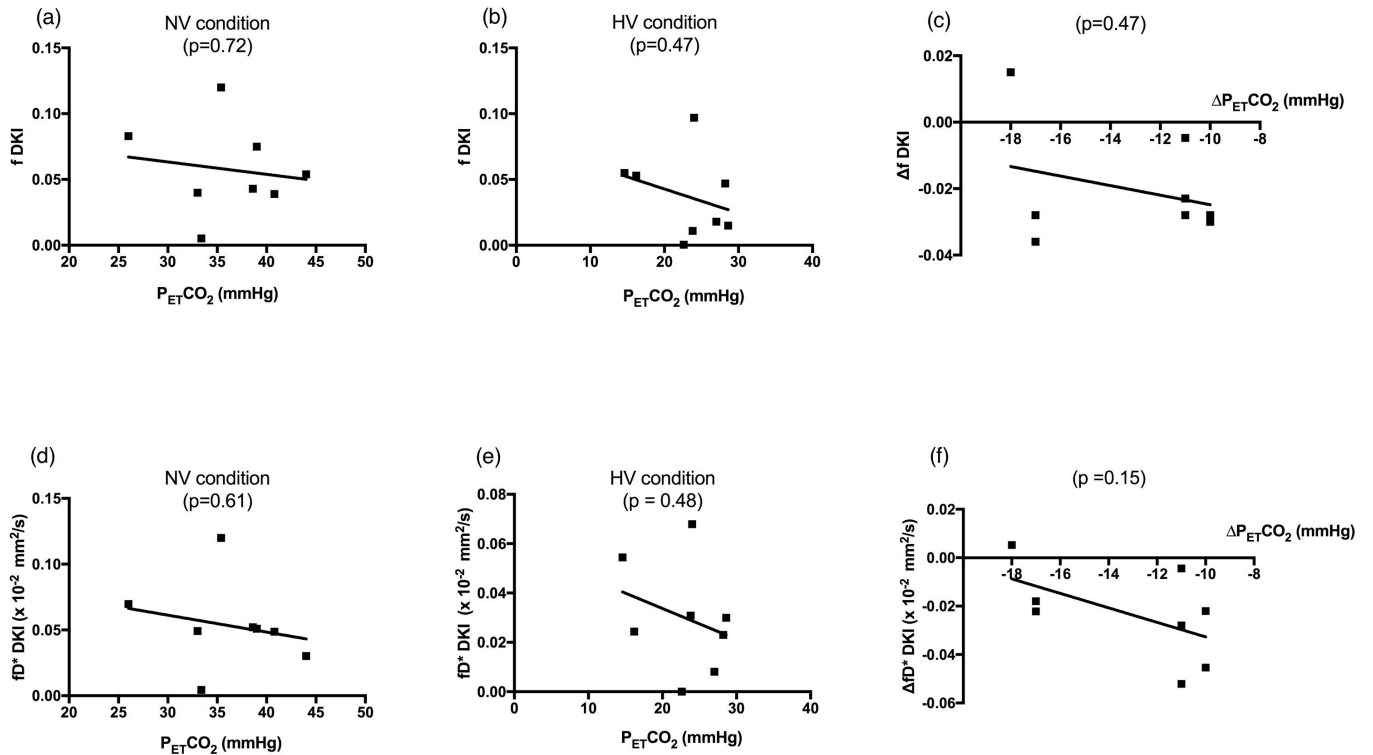 (a)
NV condition
(p=0.72)
0.15
0.10
0.05
0.00
f DKI
20 25 30 35 40 45 50
PETCO2 (mmHg)
(b)
HV condition
(p=0.47)
0.15
0.10
0.05
0.00
f DKI
0 10 20 30 40
PETCO2 (mmHg)
(c)
(p=0.47)
0.02
0.00
-0.02
-0.04
Δf DKI
ΔPETCO2 (mmHg)
-18 -16 -14 -12 -10 -8
(d)
NV condition
(p=0.61)
0.15
0.10
0.05
0.00
fD* DKI (x 10-2 mm2/s)
20 25 30 35 40 45 50
PETCO2 (mmHg)
(e)
HV condition
(p = 0.48)
0.08
0.06
0.04
0.02
0.00
fD* DKI (x 10-2 mm2/s)
0 10 20 30 40
PETCO2 (mmHg)
(f)
(p =0.15)
0.02
0.00
-0.02
-0.04
-0.06
ΔfD* DKI (x 10-2 mm2/s)
ΔPETCO2 (mmHg)
-18 -16 -14 -12 -10 -8